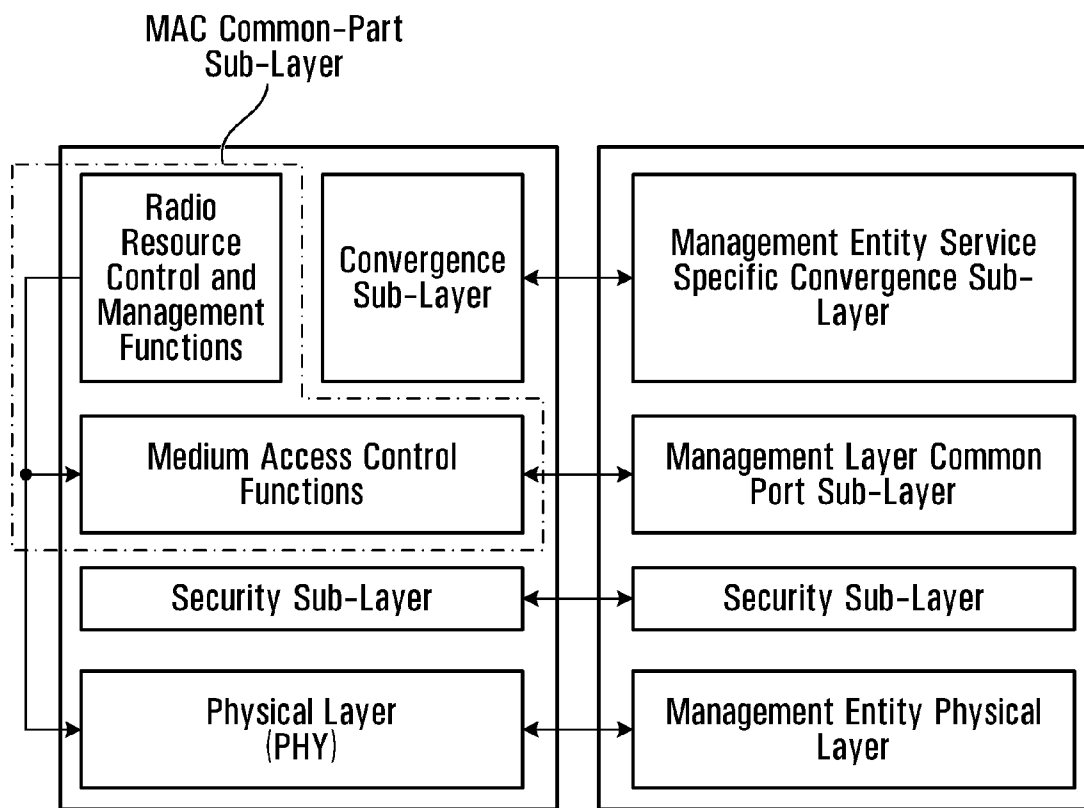 MAC Common-Part
Sub-Layer
Radio
Resource
Control and
Management
Functions
Convergence
Sub-Layer
Management Entity Service
Specific Convergence Sub-
Layer
Medium Access Control
Functions
Management Layer Common
Port Sub-Layer
Security Sub-Layer
Security Sub-Layer
Physical Layer
(PHY)
Management Entity Physical
Layer